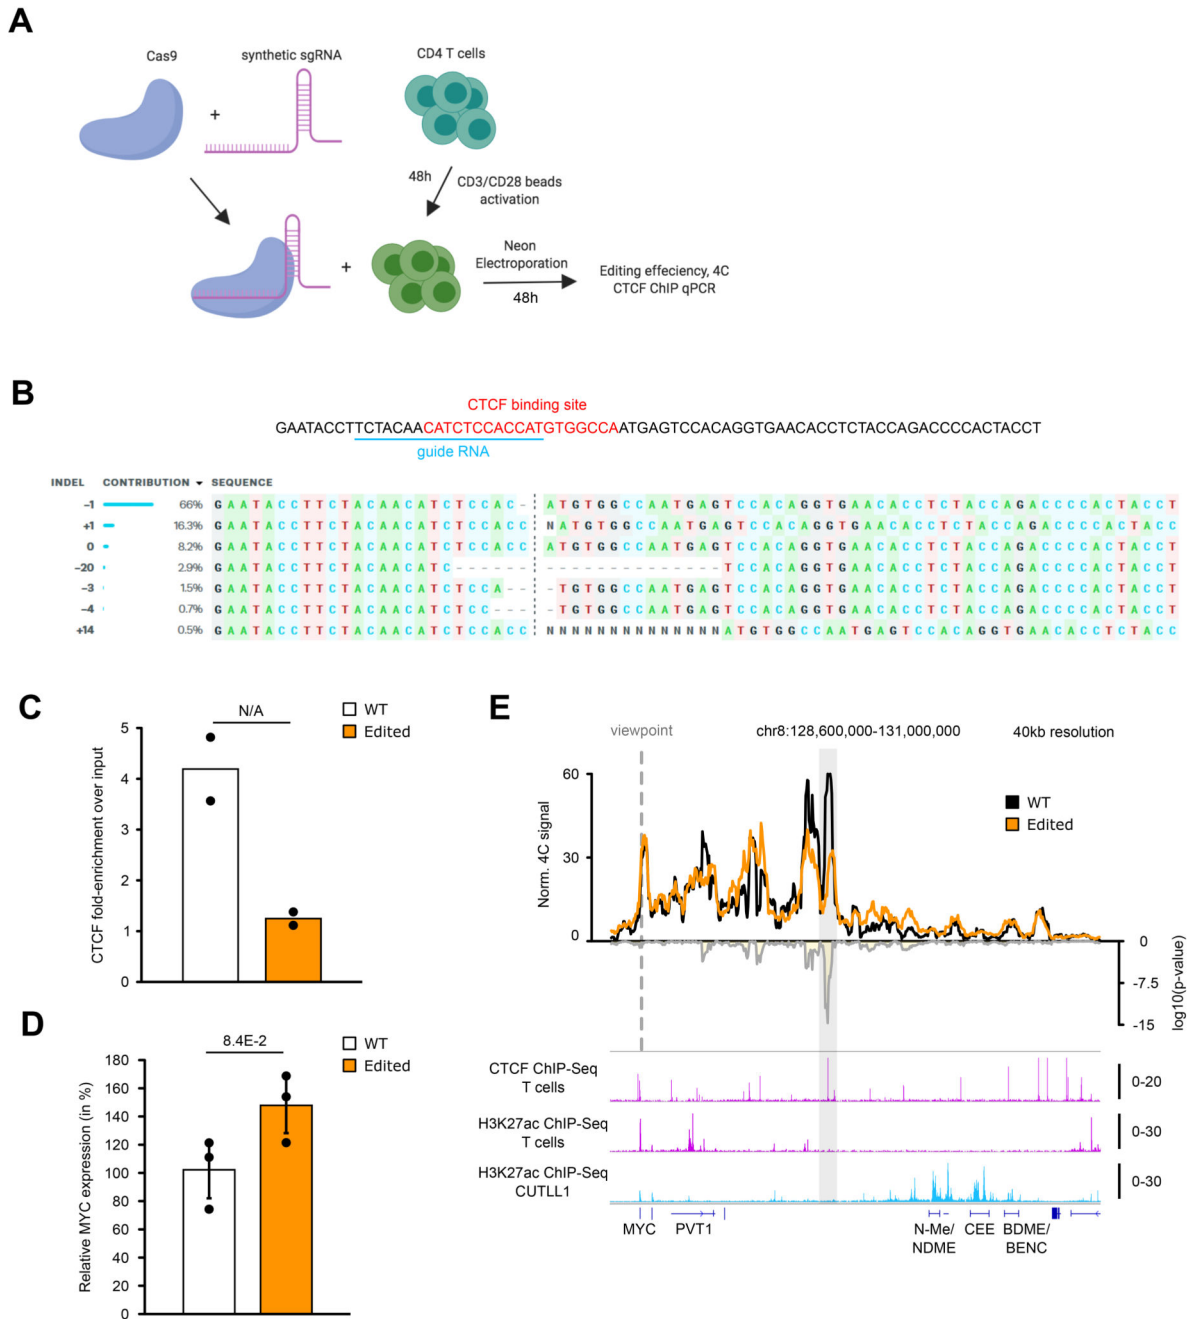 A
Cas9
synthetic sgRNA
CD4 T cells
+
48h
CD3/CD28 beads
activation
+
Neon
Electroporation
48h
Editing effeciency, 4C
CTCF ChIP qPCR
B
CTCF binding site
GAATACCTTCTACAACATCTCCACCATGTGGCCAATGAGTCCACAGGTGAACACCTCTACCAGACCCCACTACCT
guide RNA
INDEL CONTRIBUTION SEQUENCE
-1 66% GAATACCTTCTACAACATCTCCAC- ATGTGGCCAATGAGTCCACAGGTGAACACCTCTACCAGACCCCACTACCT
+1 16.3% GAATACCTTCTACAACATCTCCACC NATGTGGCCAATGAGTCCACAGGTGAACACCTCTACCAGACCCCACTACC
0 8.2% GAATACCTTCTACAACATCTCCACC ATGTGGCCAATGAGTCCACAGGTGAACACCTCTACCAGACCCCACTACCT
-20 2.9% GAATACCTTCTACAACATC------ --------------TCCACAGGTGAACACCTCTACCAGACCCCACTACCT
-3 1.5% GAATACCTTCTACAACATCTCCA-- -TGTGGCCAATGAGTCCACAGGTGAACACCTCTACCAGACCCCACTACCT
-4 0.7% GAATACCTTCTACAACATCTCC--- -TGTGGCCAATGAGTCCACAGGTGAACACCTCTACCAGACCCCACTACCT
+14 0.5% GAATACCTTCTACAACATCTCCACC NNNNNNNNNNNNNNATGTGGCCAATGAGTCCACAGGTGAACACCTCTACC
C
N/A
WT
Edited
CTCF fold-enrichment over input
5
4
3
2
1
0
D
8.4E-2
WT
Edited
Relative MYC expression (in %)
180
160
140
120
100
80
60
40
20
0
E
viewpoint
chr8:128,600,000-131,000,000
40kb resolution
Norm. 4C signal
60
30
0
WT
Edited
0
-7.5
-15
log10(p-value)
CTCF ChIP-Seq
T cells
0-20
H3K27ac ChIP-Seq
T cells
0-30
H3K27ac ChIP-Seq
CUTLL1
0-30
MYC PVT1 N-Me/ CEE BDME/
NDME BENC